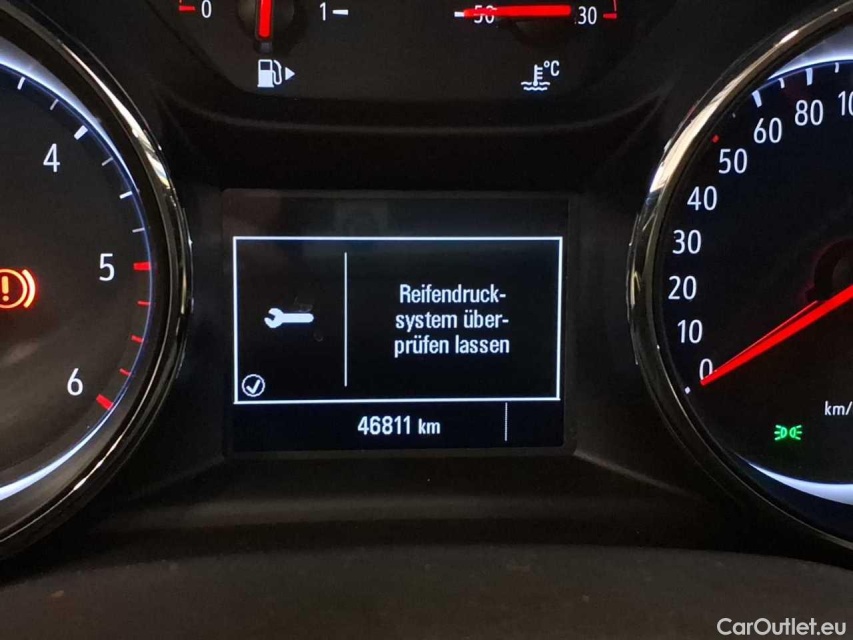 0 1
50 130
°C
4
5
6
Reifendruck-
system über-
prüfen lassen
46811 km
0
10
20
30
40
50
60
80
km/
CarOutlet.eu